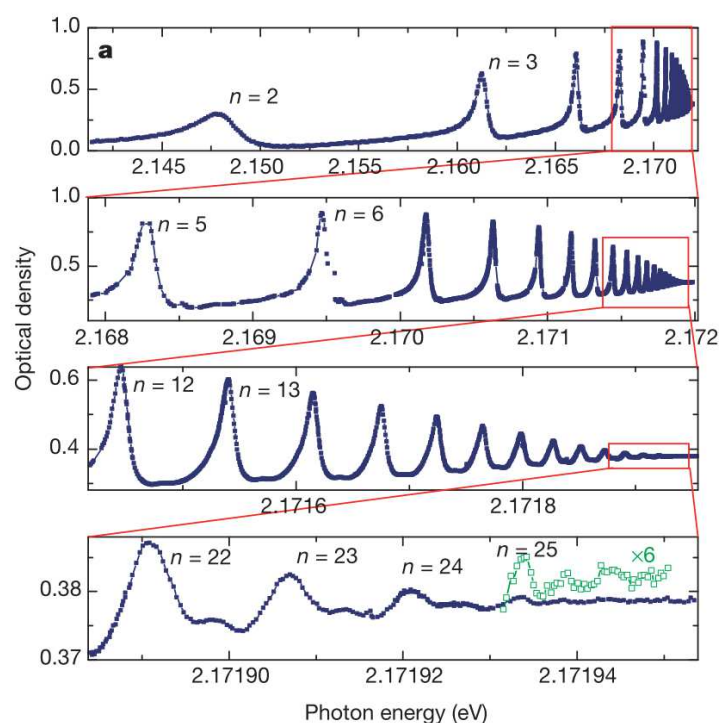 a
1.0
0.5
0.0
n = 2
n = 3
2.145 2.150 2.155 2.160 2.165 2.170
1.0
0.5
n = 5
n = 6
2.168 2.169 2.170 2.171 2.172
Optical density
0.6
0.4
n = 12
n = 13
2.1716 2.1718
0.38
0.37
n = 22
n = 23
n = 24
n = 25
×6
2.17190 2.17192 2.17194
Photon energy (eV)